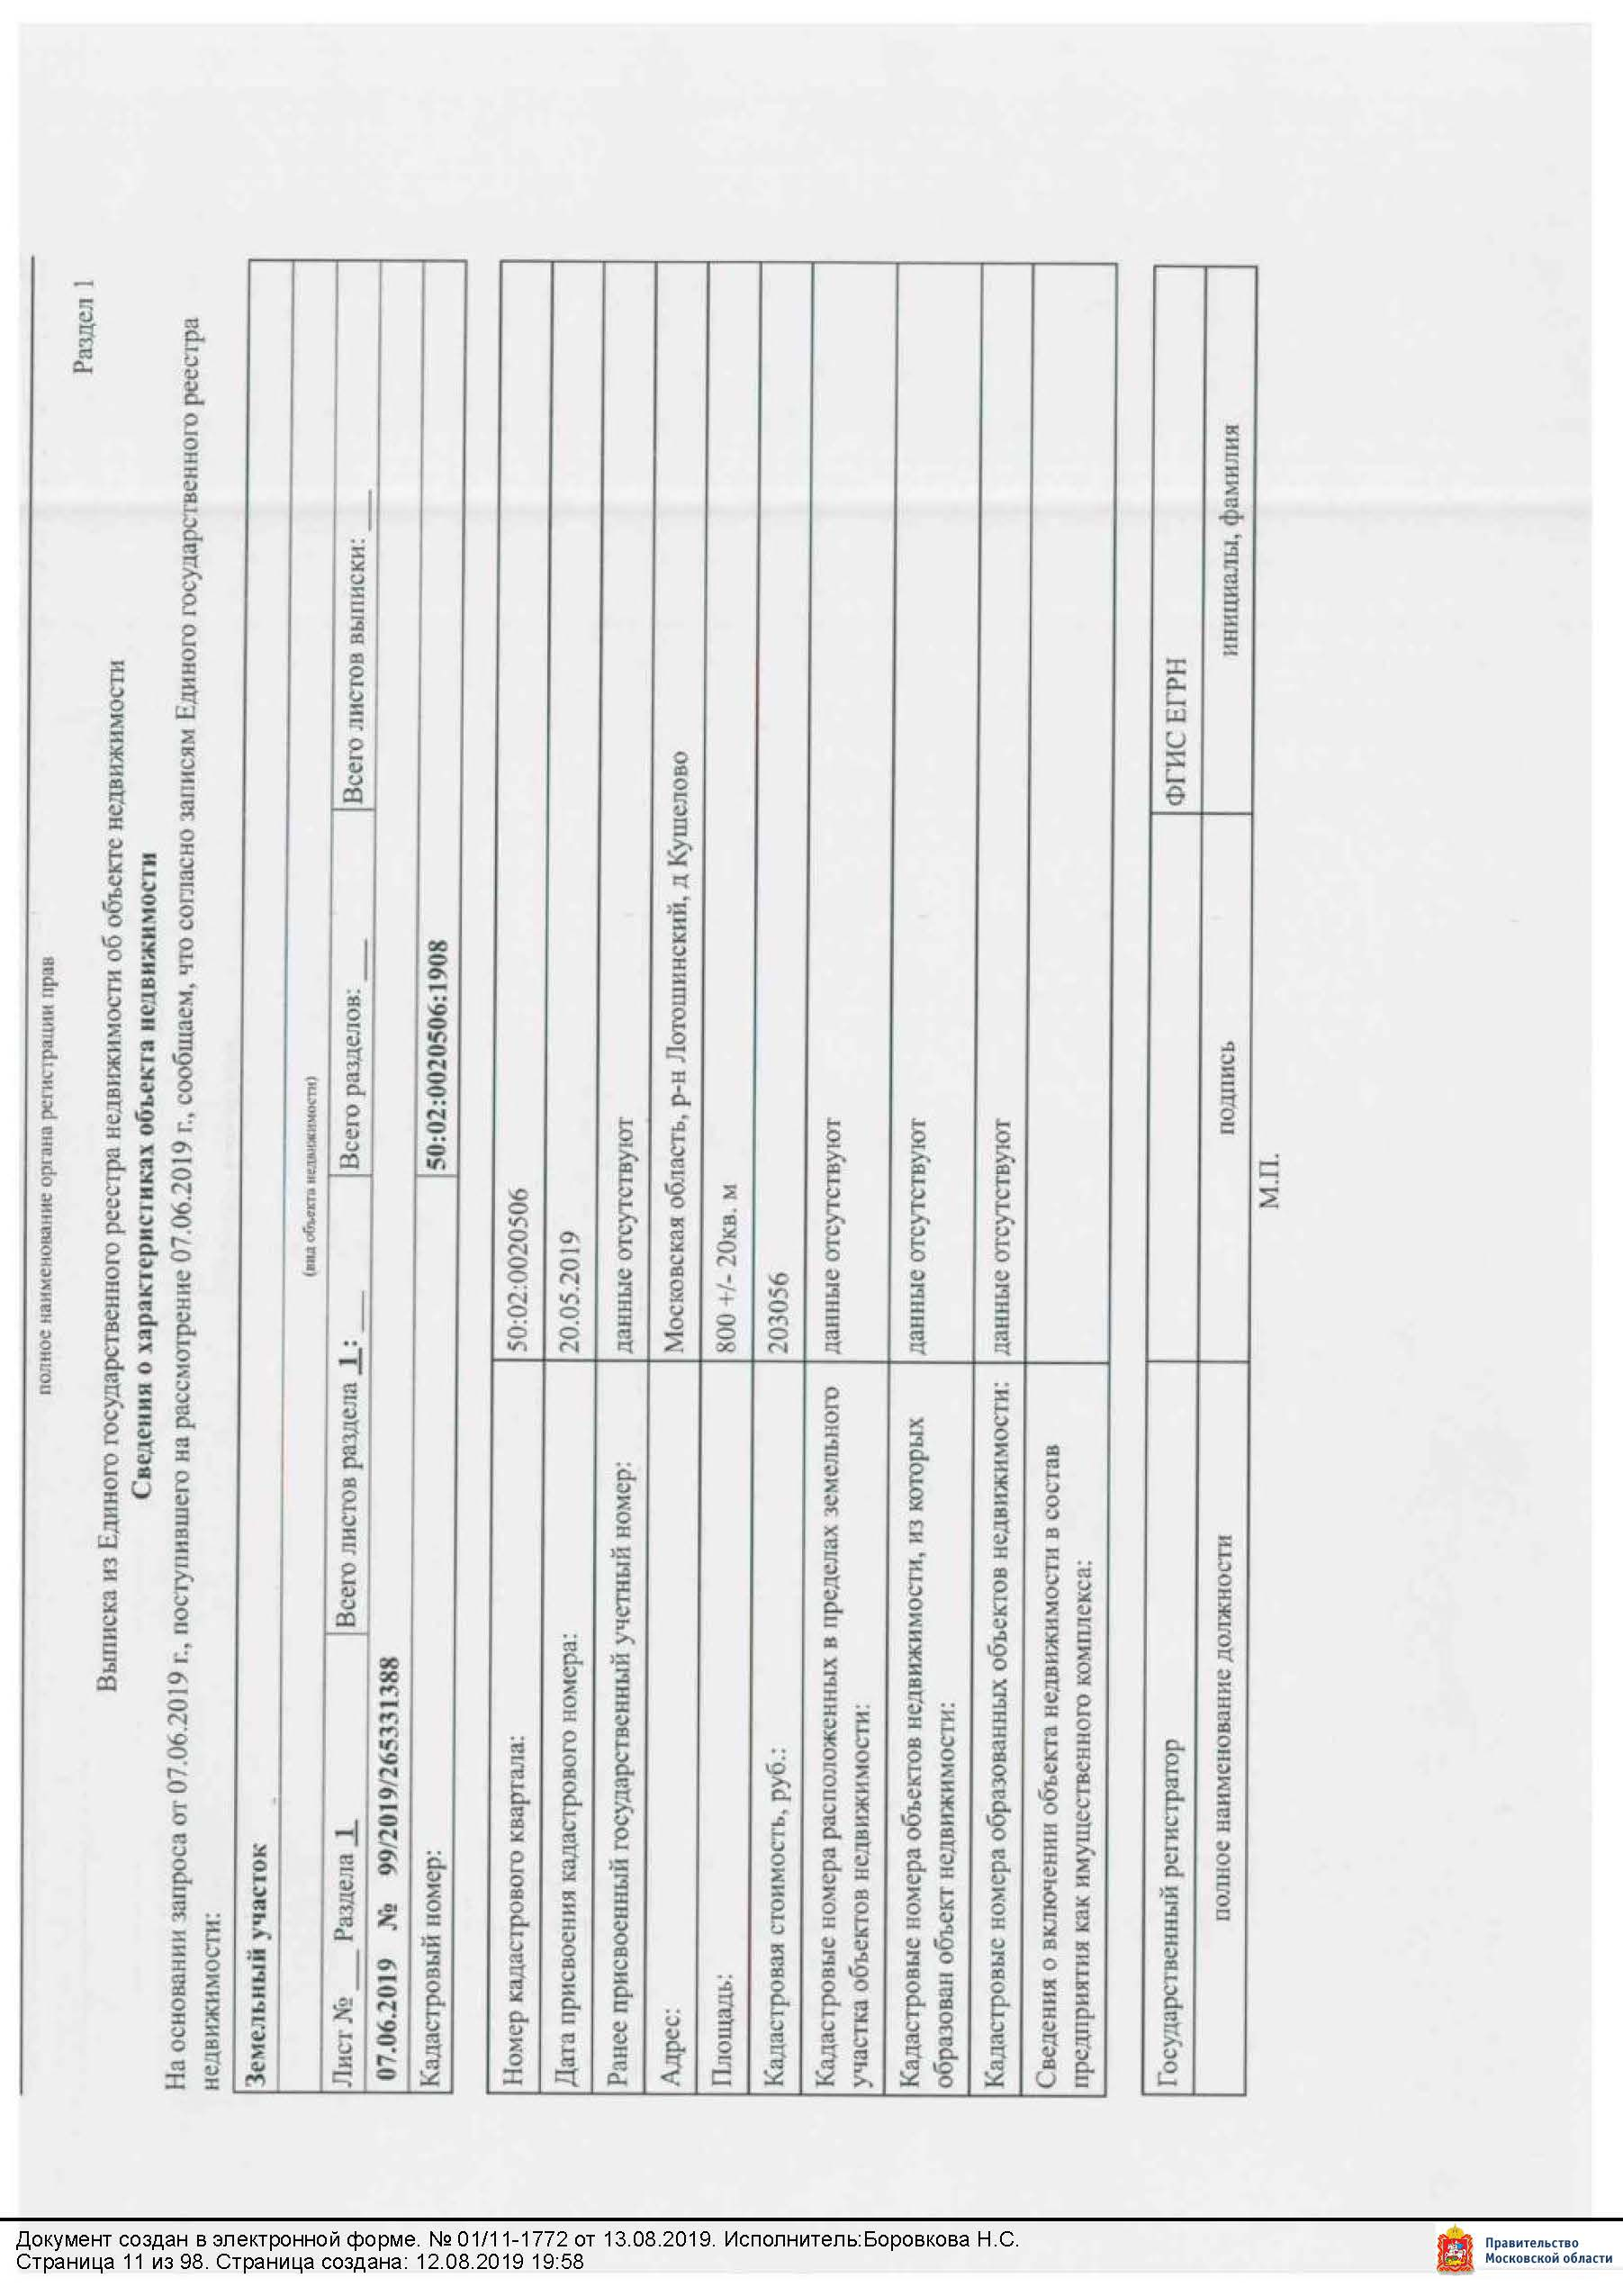 полное наименование органа регистрации прав
Раздел 1
Выписка из Единого государственного реестра недвижимости об объекте недвижимости
Сведения о характеристиках объекта недвижимости
На основании запроса от 07.06.2019 г., поступившего на рассмотрение 07.06.2019 г., сообщаем, что согласно записям Единого государственного реестра
недвижимости:
Земельный участок
(вид объекта недвижимости)
Лист № ___ Раздела 1 Всего листов раздела 1: ___ Всего разделов: ___ Всего листов выписки: ___
07.06.2019 № 99/2019/265331388
Кадастровый номер: 50:02:0020506:1908
Номер кадастрового квартала: 50:02:0020506
Дата присвоения кадастрового номера: 20.05.2019
Ранее присвоенный государственный учетный номер: данные отсутствуют
Адрес: Московская область, р-н Лотошинский, д Кушелово
Площадь: 800 +/- 20кв. м
Кадастровая стоимость, руб.: 203056
Кадастровые номера расположенных в пределах земельного
участка объектов недвижимости: данные отсутствуют
Кадастровые номера объектов недвижимости, из которых
образован объект недвижимости: данные отсутствуют
Кадастровые номера образованных объектов недвижимости: данные отсутствуют
Сведения о включении объекта недвижимости в состав
предприятия как имущественного комплекса:
Государственный регистратор ФГИС ЕГРН
полное наименование должности подпись инициалы, фамилия
М.П.
Документ создан в электронной форме. № 01/11-1772 от 13.08.2019. Исполнитель:Боровкова Н.С.
Страница 11 из 98. Страница создана: 12.08.2019 19:58
Правительство
Московской области